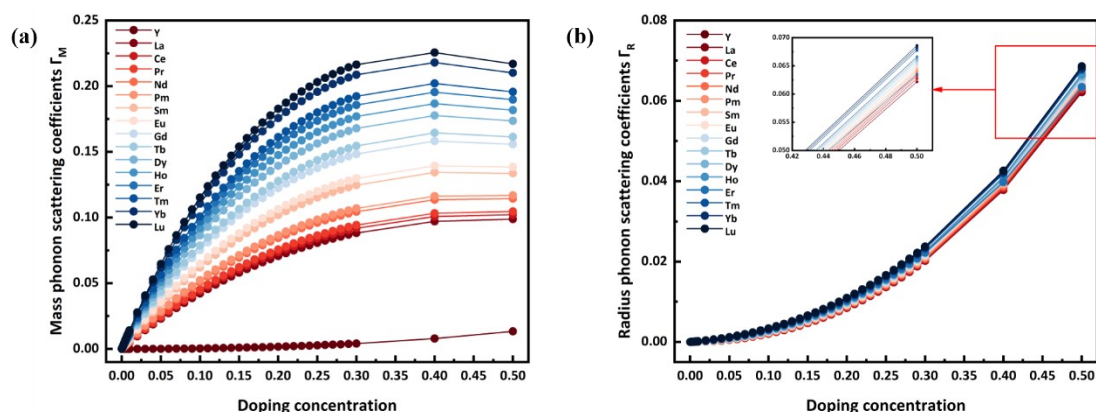 (a)
Mass phonon scattering coefficients Γ_M
0.25
0.20
0.15
0.10
0.05
0.00
Y
La
Ce
Pr
Nd
Pm
Sm
Eu
Gd
Tb
Dy
Ho
Er
Tm
Yb
Lu
0.00 0.05 0.10 0.15 0.20 0.25 0.30 0.35 0.40 0.45 0.50
Doping concentration
(b)
Radius phonon scattering coefficients Γ_R
0.08
0.06
0.04
0.02
0.00
Y
La
Ce
Pr
Nd
Pm
Sm
Eu
Gd
Tb
Dy
Ho
Er
Tm
Yb
Lu
0.070
0.065
0.060
0.055
0.050
0.42 0.44 0.46 0.48 0.50
0.00 0.05 0.10 0.15 0.20 0.25 0.30 0.35 0.40 0.45 0.50
Doping concentration